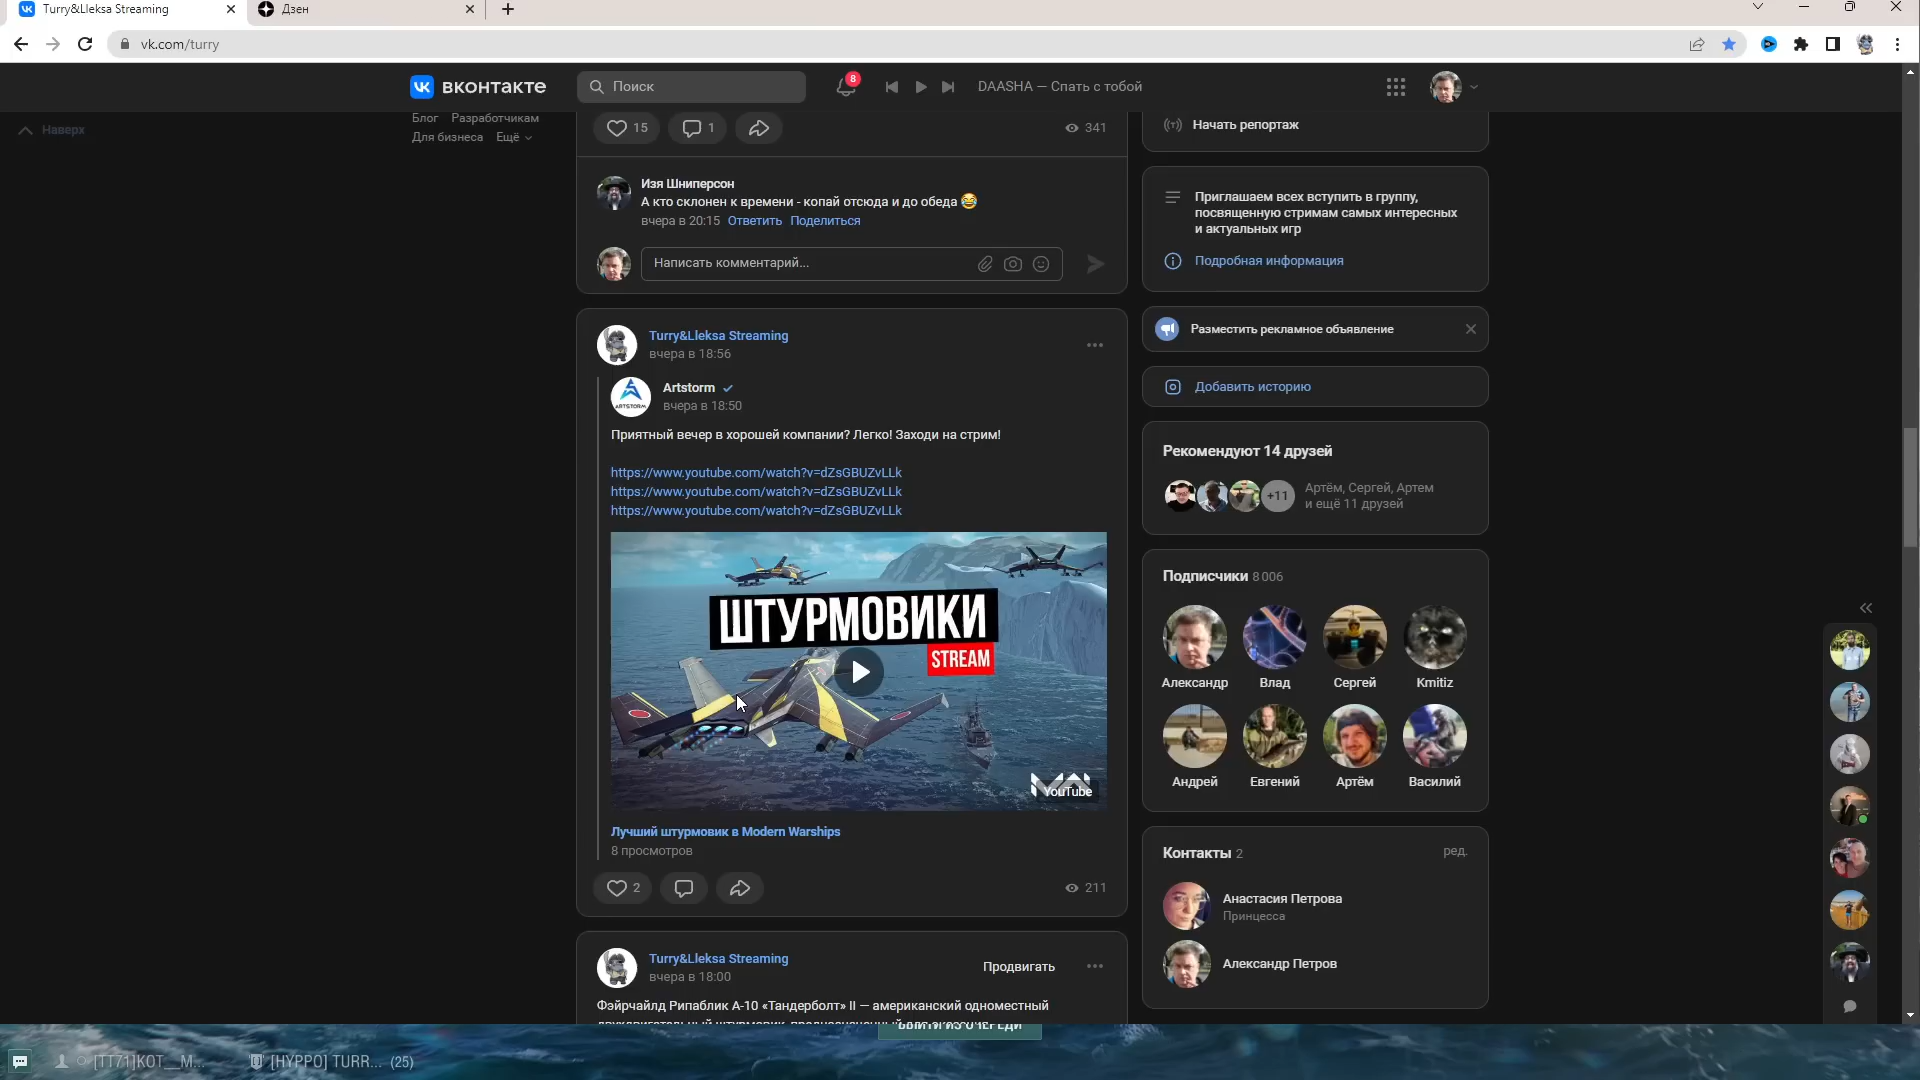 Turry&Lleksa Streaming
Дзен
vk.com/turry
вконтакте
Поиск
8
DAASHA — Спать с тобой
Наверх
Блог Разработчикам
Для бизнеса Ещё
15
1
341
Изя Шниперсон
А кто склонен к времени - копай отсюда и до обеда 😂
вчера в 20:15 Ответить Поделиться
Написать комментарий...
Turry&Lleksa Streaming
вчера в 18:56
ARTSTORM
Artstorm
вчера в 18:50
Приятный вечер в хорошей компании? Легко! Заходи на стрим!
https://www.youtube.com/watch?v=dZsGBUZvLLk
https://www.youtube.com/watch?v=dZsGBUZvLLk
https://www.youtube.com/watch?v=dZsGBUZvLLk
ШТУРМОВИКИ
STREAM
YouTube
Лучший штурмовик в Modern Warships
8 просмотров
2
211
Turry&Lleksa Streaming
вчера в 18:00
Продвигать
Фэйрчайлд Рипаблик A-10 «Тандерболт» II — американский одноместный
Начать репортаж
Приглашаем всех вступить в группу,
посвященную стримам самых интересных
и актуальных игр
Подробная информация
Разместить рекламное объявление
Добавить историю
Рекомендуют 14 друзей
+11
Артём, Сергей, Артем
и ещё 11 друзей
Подписчики 8 006
Александр
Влад
Сергей
Kmitiz
Андрей
Евгений
Артём
Василий
Контакты 2
ред.
Анастасия Петрова
Принцесса
Александр Петров
[TT71]KOT__M...
[HYPPO] TURR... (25)